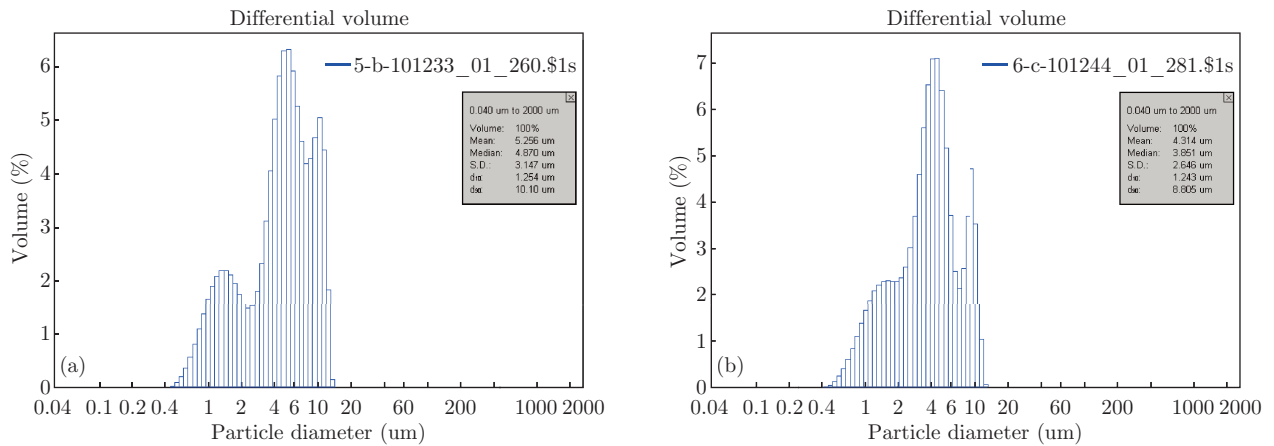 Differential volume
5-b-101233_01_260.$1s
0.040 um to 2000 um
Volume: 100%
Mean: 5.256 um
Median: 4.870 um
S.D.: 3.147 um
d₁₀: 1.254 um
d₉₀: 10.10 um
Volume (%)
6
5
4
3
2
1
0
(a)
0.04 0.1 0.2 0.4 1 2 4 6 10 20 60 200 1000 2000
Particle diameter (um)
Differential volume
6-c-101244_01_281.$1s
0.040 um to 2000 um
Volume: 100%
Mean: 4.314 um
Median: 3.851 um
S.D.: 2.646 um
d₁₀: 1.243 um
d₉₀: 8.805 um
Volume (%)
7
6
5
4
3
2
1
0
(b)
0.04 0.1 0.2 0.4 1 2 4 6 10 20 60 200 1000 2000
Particle diameter (um)